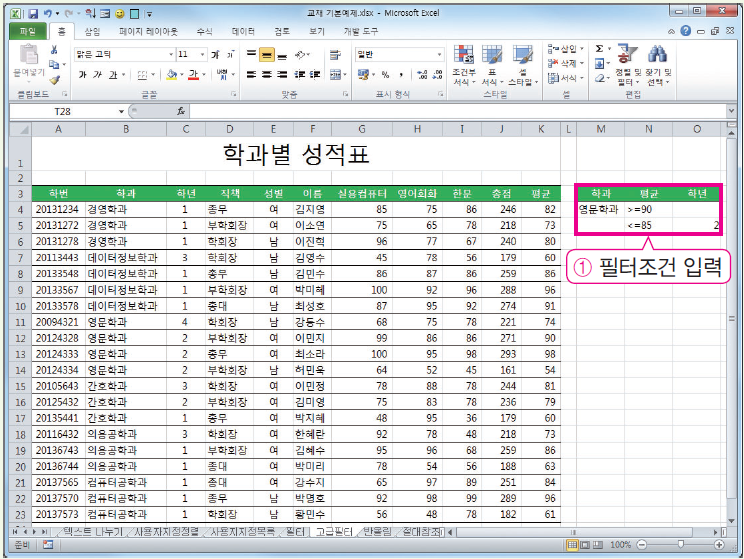 교재 기본예제.xlsx - Microsoft Excel
파일 홈 삽입 페이지 레이아웃 수식 데이터 검토 보기 개발 도구
붙여넣기 맑은 고딕 11 가 가 가 일반 조건부 서식 표 서식 셀 스타일 삽입 삭제 서식 정렬 및 필터 찾기 및 선택
클립보드 글꼴 맞춤 표시 형식 스타일 셀 편집
T28 fx
A B C D E F G H I J K L M N O
1 학과별 성적표
2
3 학번 학과 학년 직책 성별 이름 실용컴퓨터 영어회화 한문 총점 평균 학과 평균 학년
4 20131234 경영학과 1 총무 여 김지영 85 75 86 246 82 영문학과 >=90
5 20131272 경영학과 1 부학회장 여 이소연 75 65 78 218 73 <=85 2
6 20131278 경영학과 1 학회장 남 이진혁 96 77 67 240 80
7 20113443 데이터정보학과 3 학회장 남 김영수 45 78 56 179 60
8 20133548 데이터정보학과 1 총무 남 김민수 86 87 86 259 86
9 20133567 데이터정보학과 1 부학회장 여 박미혜 100 92 96 288 96
10 20133578 데이터정보학과 1 총대 남 최성호 87 95 92 274 91
11 20094321 영문학과 4 학회장 남 강동수 68 75 78 221 74
12 20124328 영문학과 2 부학회장 여 이민지 99 86 86 271 90
13 20124333 영문학과 2 총무 여 최소라 100 95 98 293 98
14 20124334 영문학과 2 부학회장 남 허민욱 64 52 45 161 54
15 20105643 간호학과 3 학회장 여 이민정 78 88 78 244 81
16 20125432 간호학과 2 부학회장 여 김미영 75 83 78 236 79
17 20135441 간호학과 1 총무 여 박지혜 48 95 36 179 60
18 20116432 의용공학과 3 학회장 남 한혜란 92 78 48 218 73
19 20136743 의용공학과 1 부학회장 여 김혜수 95 96 68 259 86
20 20136744 의용공학과 1 총대 여 박미리 78 54 56 188 63
21 20137565 컴퓨터공학과 1 총대 여 강수지 65 97 89 251 84
22 20137570 컴퓨터공학과 1 총무 남 박명호 92 98 99 289 96
23 20137573 컴퓨터공학과 1 학회장 남 황민수 56 48 78 182 61
① 필터조건 입력
텍스트 나누기 사용자지정정렬 사용자지정목록 필터 고급필터 반올림 절대참조
준비 100%